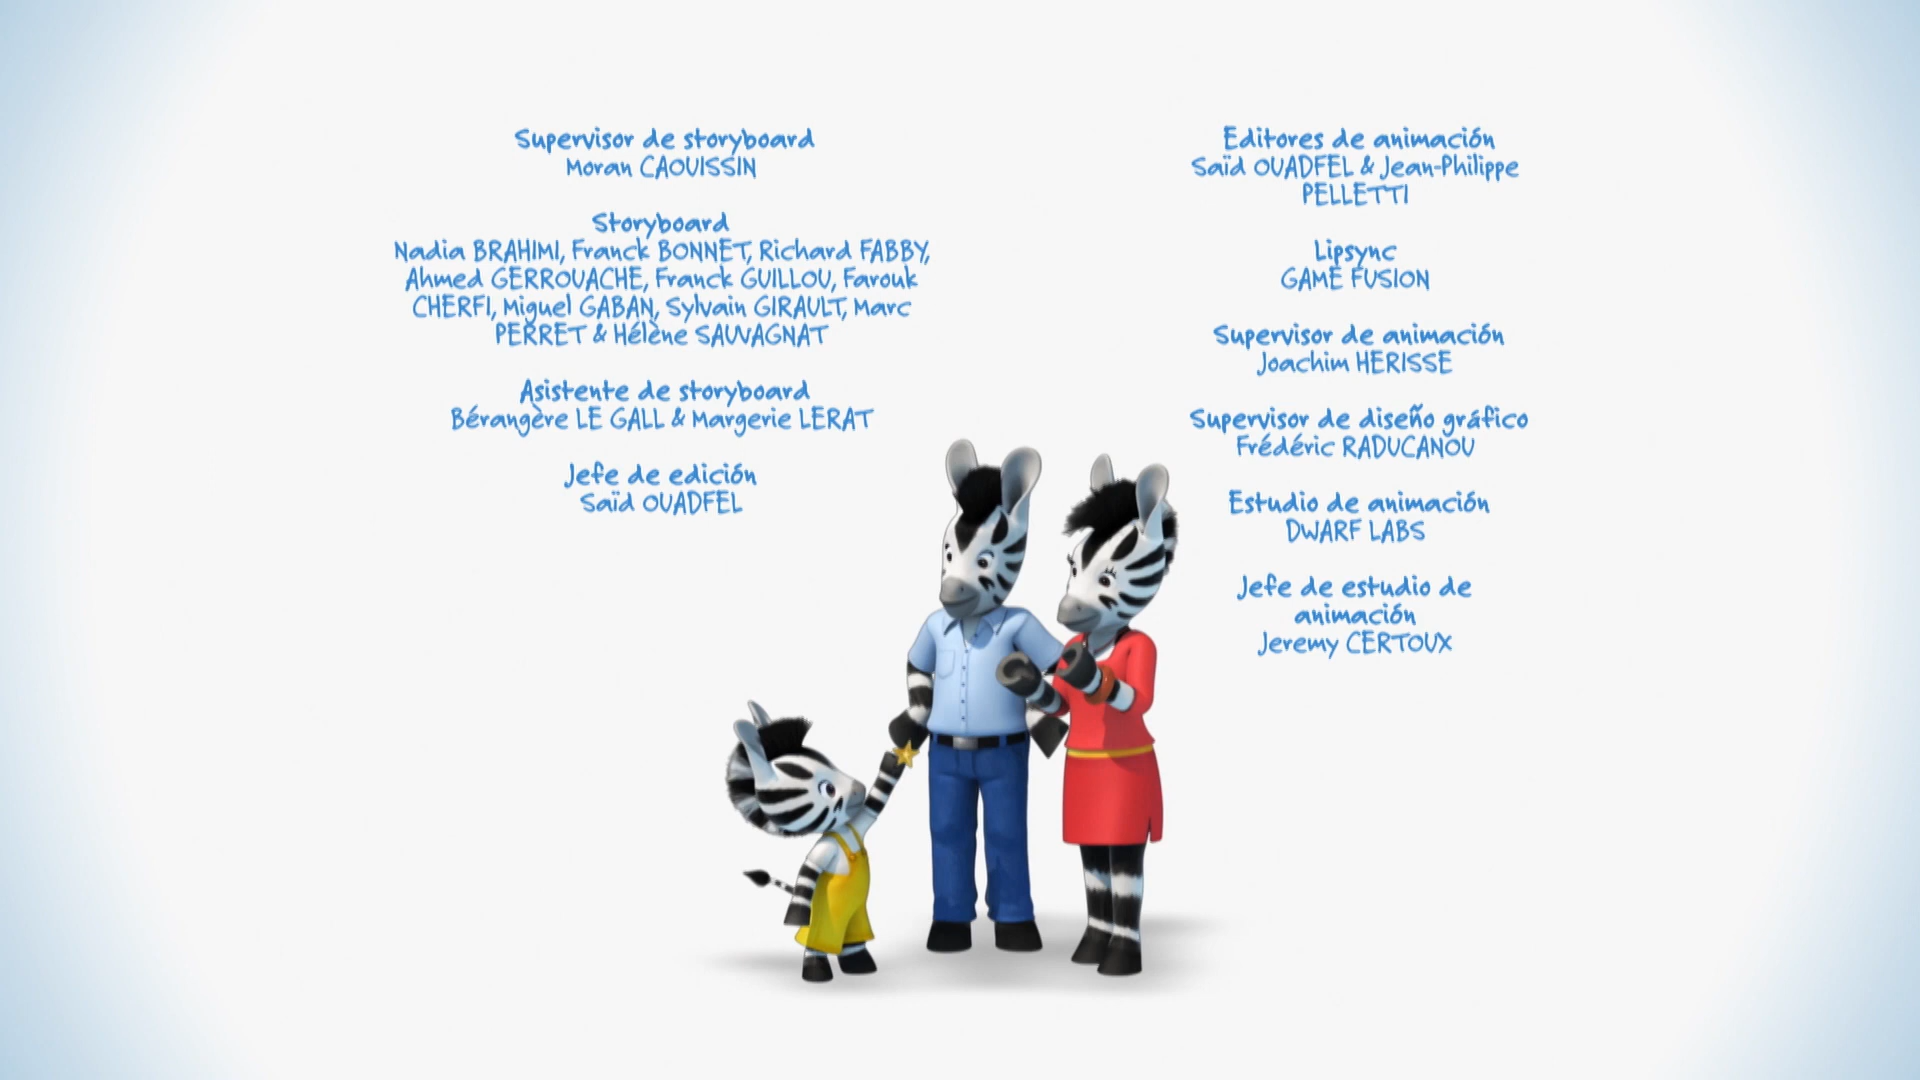 Supervisor de storyboard
Moran CAOUISSIN
Storyboard
Nadia BRAHIMI, Franck BONNET, Richard FABBY,
Ahmed GERROUACHE, Franck GUILLOU, Farouk
CHERFI, Miguel GABAN, Sylvain GIRAULT, Marc
PERRET & Hélène SAUVAGNAT
Asistente de storyboard
Bérangère LE GALL & Margerie LERAT
Jefe de edición
Saïd OUADFEL
Editores de animación
Saïd OUADFEL & Jean-Philippe
PELLETTI
Lipsync
GAME FUSION
Supervisor de animación
Joachim HERISSE
Supervisor de diseño gráfico
Frédéric RADUCANOU
Estudio de animación
DWARF LABS
Jefe de estudio de
animación
Jeremy CERTOUX